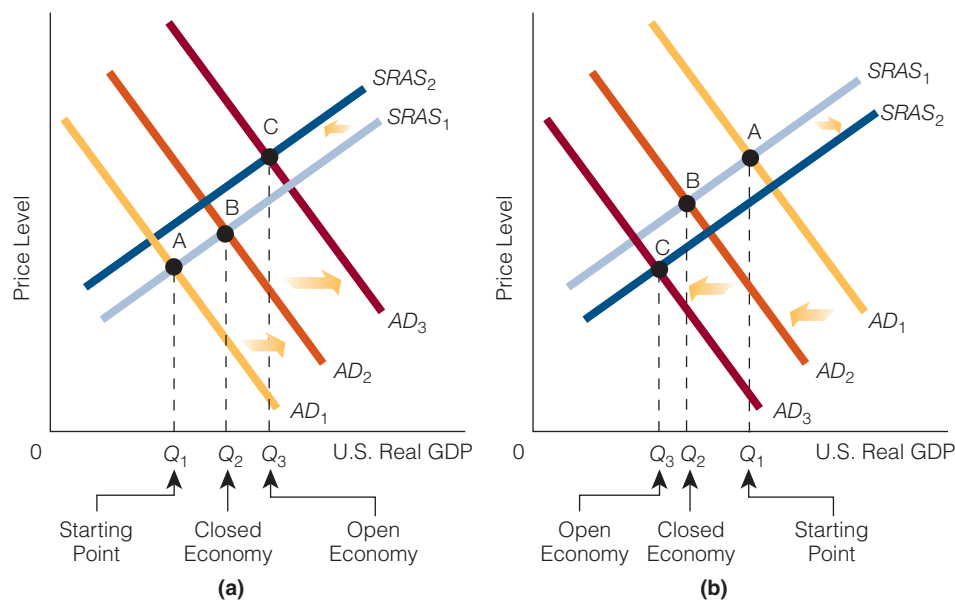 SRAS2
SRAS1
C
B
A
AD3
AD2
AD1
Price Level
0
Q1 Q2 Q3 U.S. Real GDP
Starting
Point
Closed
Economy
Open
Economy
(a)
SRAS1
SRAS2
A
B
C
AD1
AD2
AD3
Price Level
0
Q3 Q2 Q1 U.S. Real GDP
Open
Economy
Closed
Economy
Starting
Point
(b)